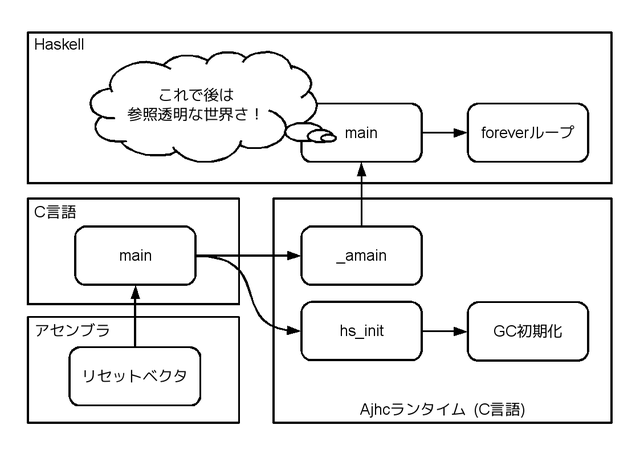 Haskell
これで後は
参照透明な世界さ！
main
foreverループ
C言語
main
_amain
アセンブラ
hs_init
GC初期化
リセットベクタ
Ajhcランタイム (C言語)